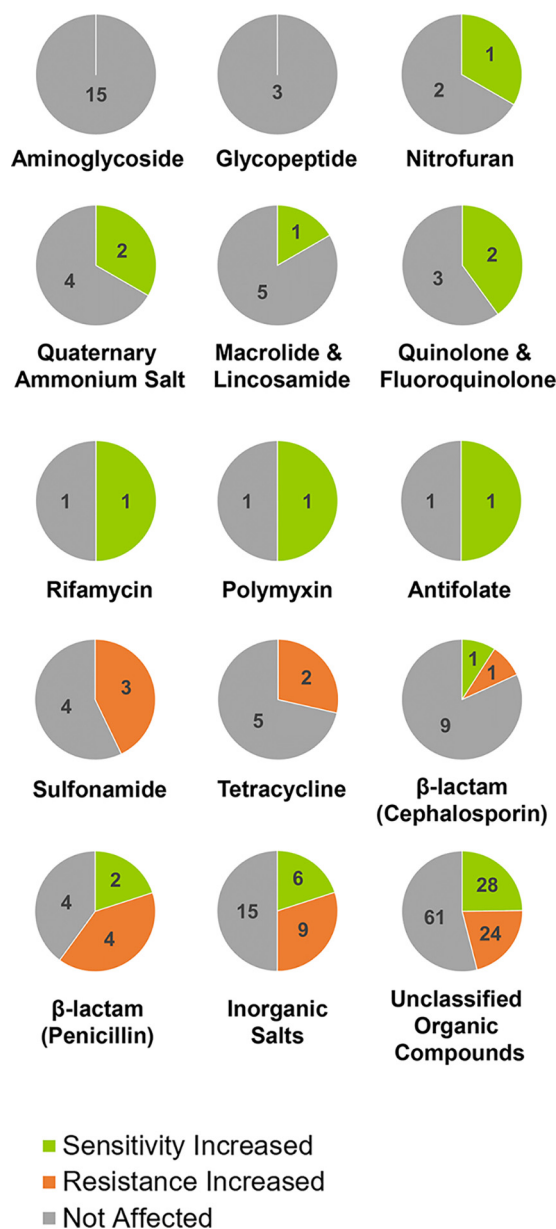 15
3
1
2
Aminoglycoside
Glycopeptide
Nitrofuran
2
4
1
5
2
3
Quaternary
Ammonium Salt
Macrolide &
Lincosamide
Quinolone &
Fluoroquinolone
1
1
1
1
1
1
Rifamycin
Polymyxin
Antifolate
4
3
5
2
1
1
9
Sulfonamide
Tetracycline
β-lactam
(Cephalosporin)
4
2
4
15
6
9
61
28
24
β-lactam
(Penicillin)
Inorganic
Salts
Unclassified
Organic
Compounds
Sensitivity Increased
Resistance Increased
Not Affected